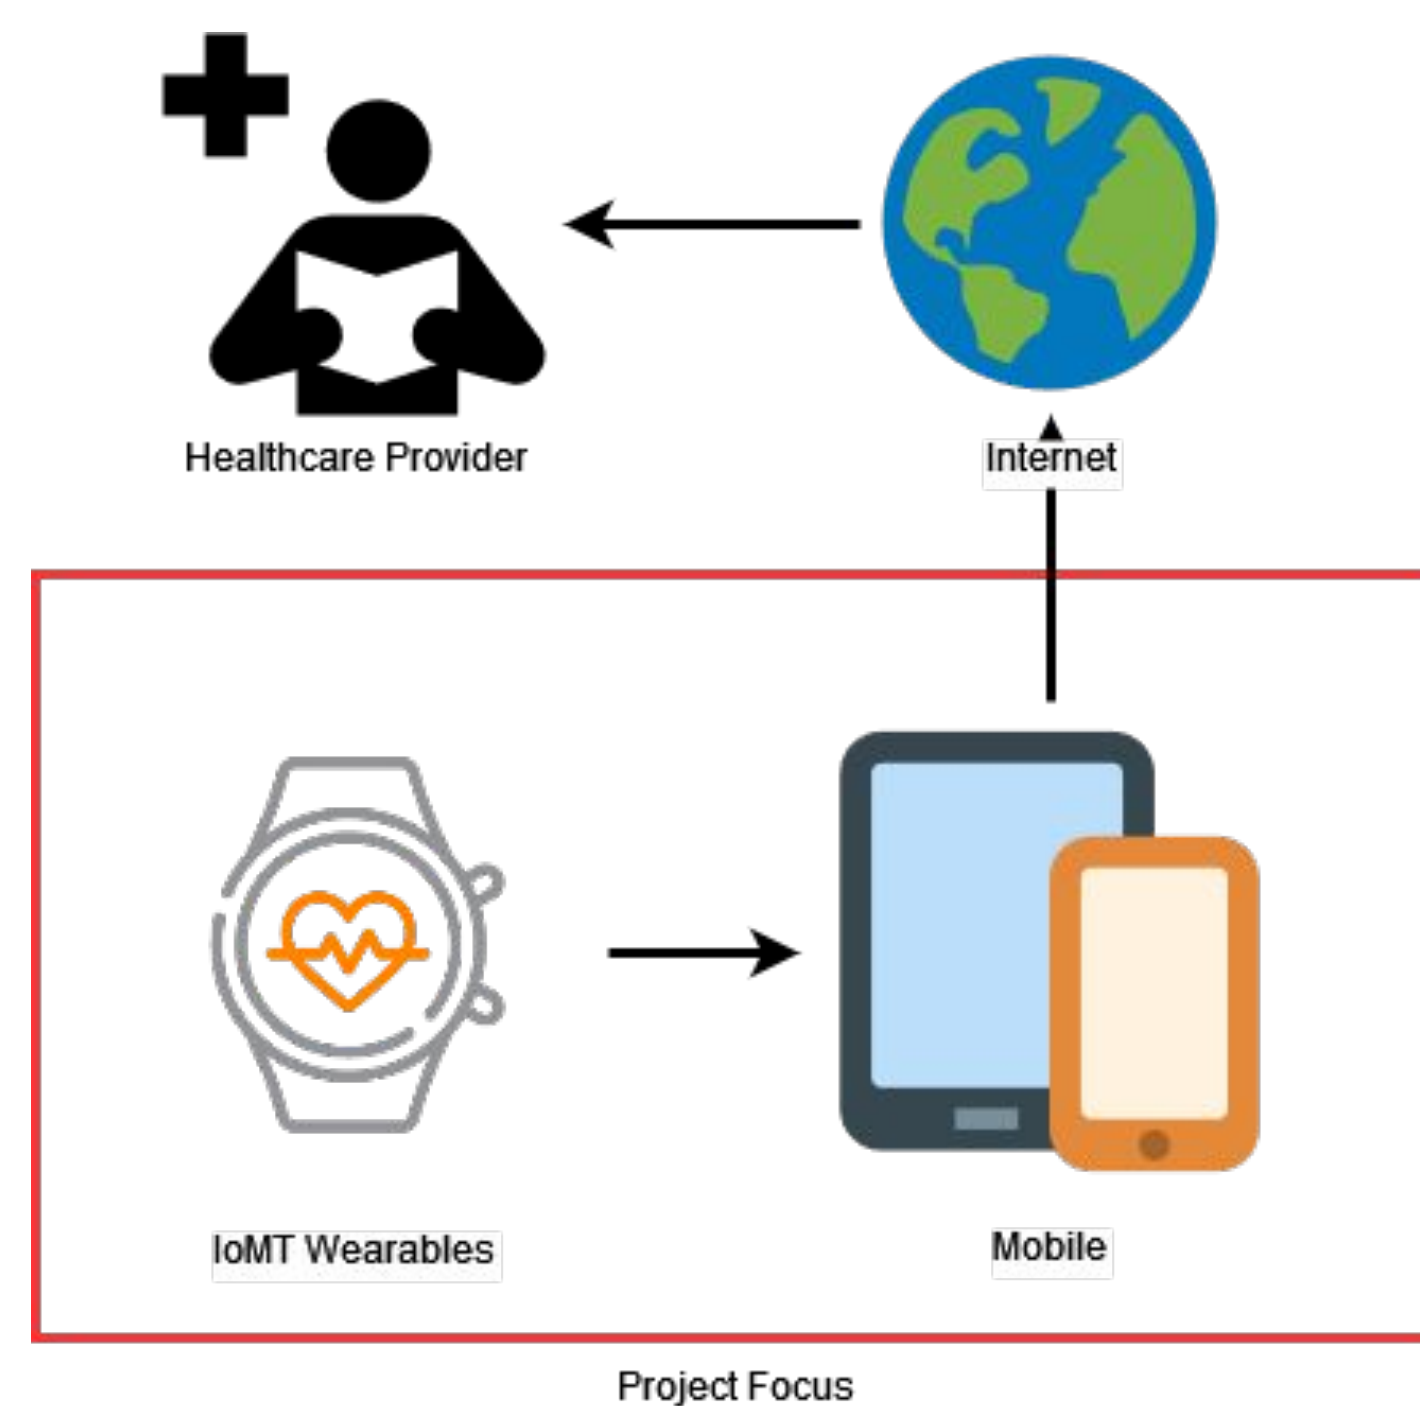 Healthcare Provider
Internet
IoMT Wearables
Mobile
Project Focus